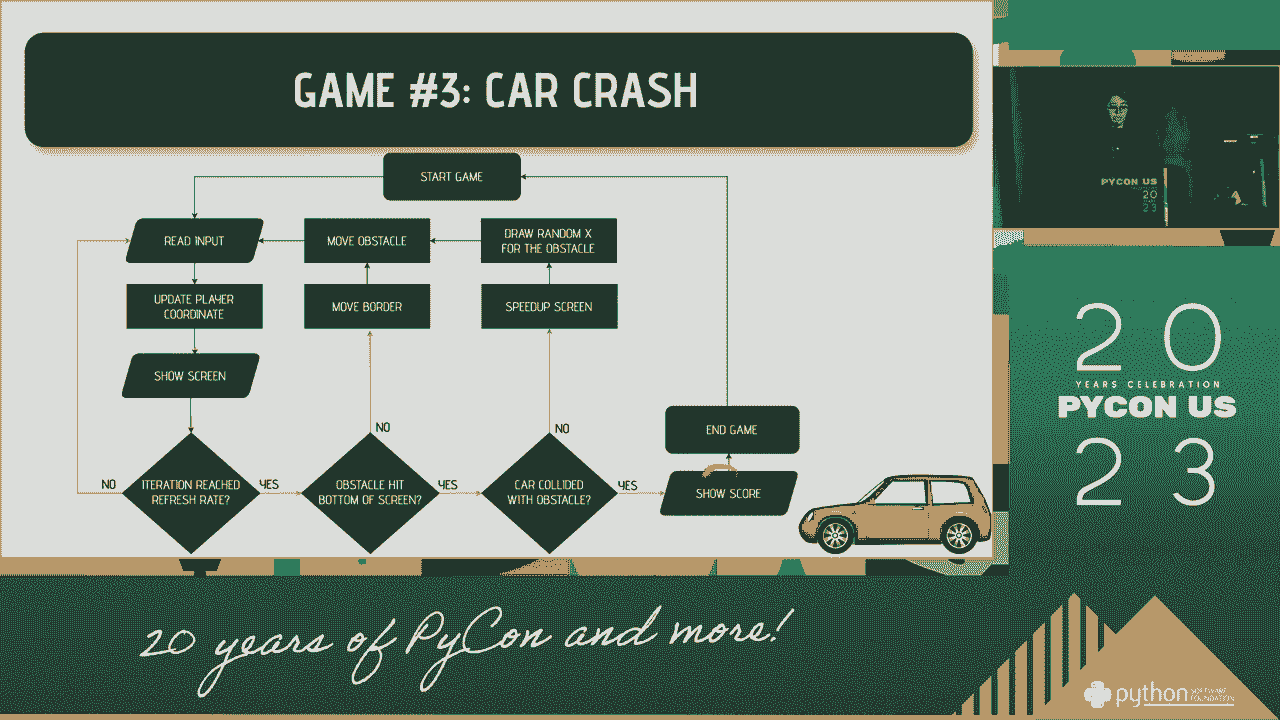 GAME #3: CAR CRASH
START GAME
READ INPUT
MOVE OBSTACLE
DRAW RANDOM X
FOR THE OBSTACLE
UPDATE PLAYER
COORDINATE
MOVE BORDER
SPEEDUP SCREEN
SHOW SCREEN
NO
NO
END GAME
NO
ITERATION REACHED
REFRESH RATE?
YES
OBSTACLE HIT
BOTTOM OF SCREEN?
YES
CAR COLLIDED
WITH OBSTACLE?
YES
SHOW SCORE
PYCON US
20
23
20
YEARS CELEBRATION
PYCON US
23
20 years of PyCon and more!
python
SOFTWARE
FOUNDATION